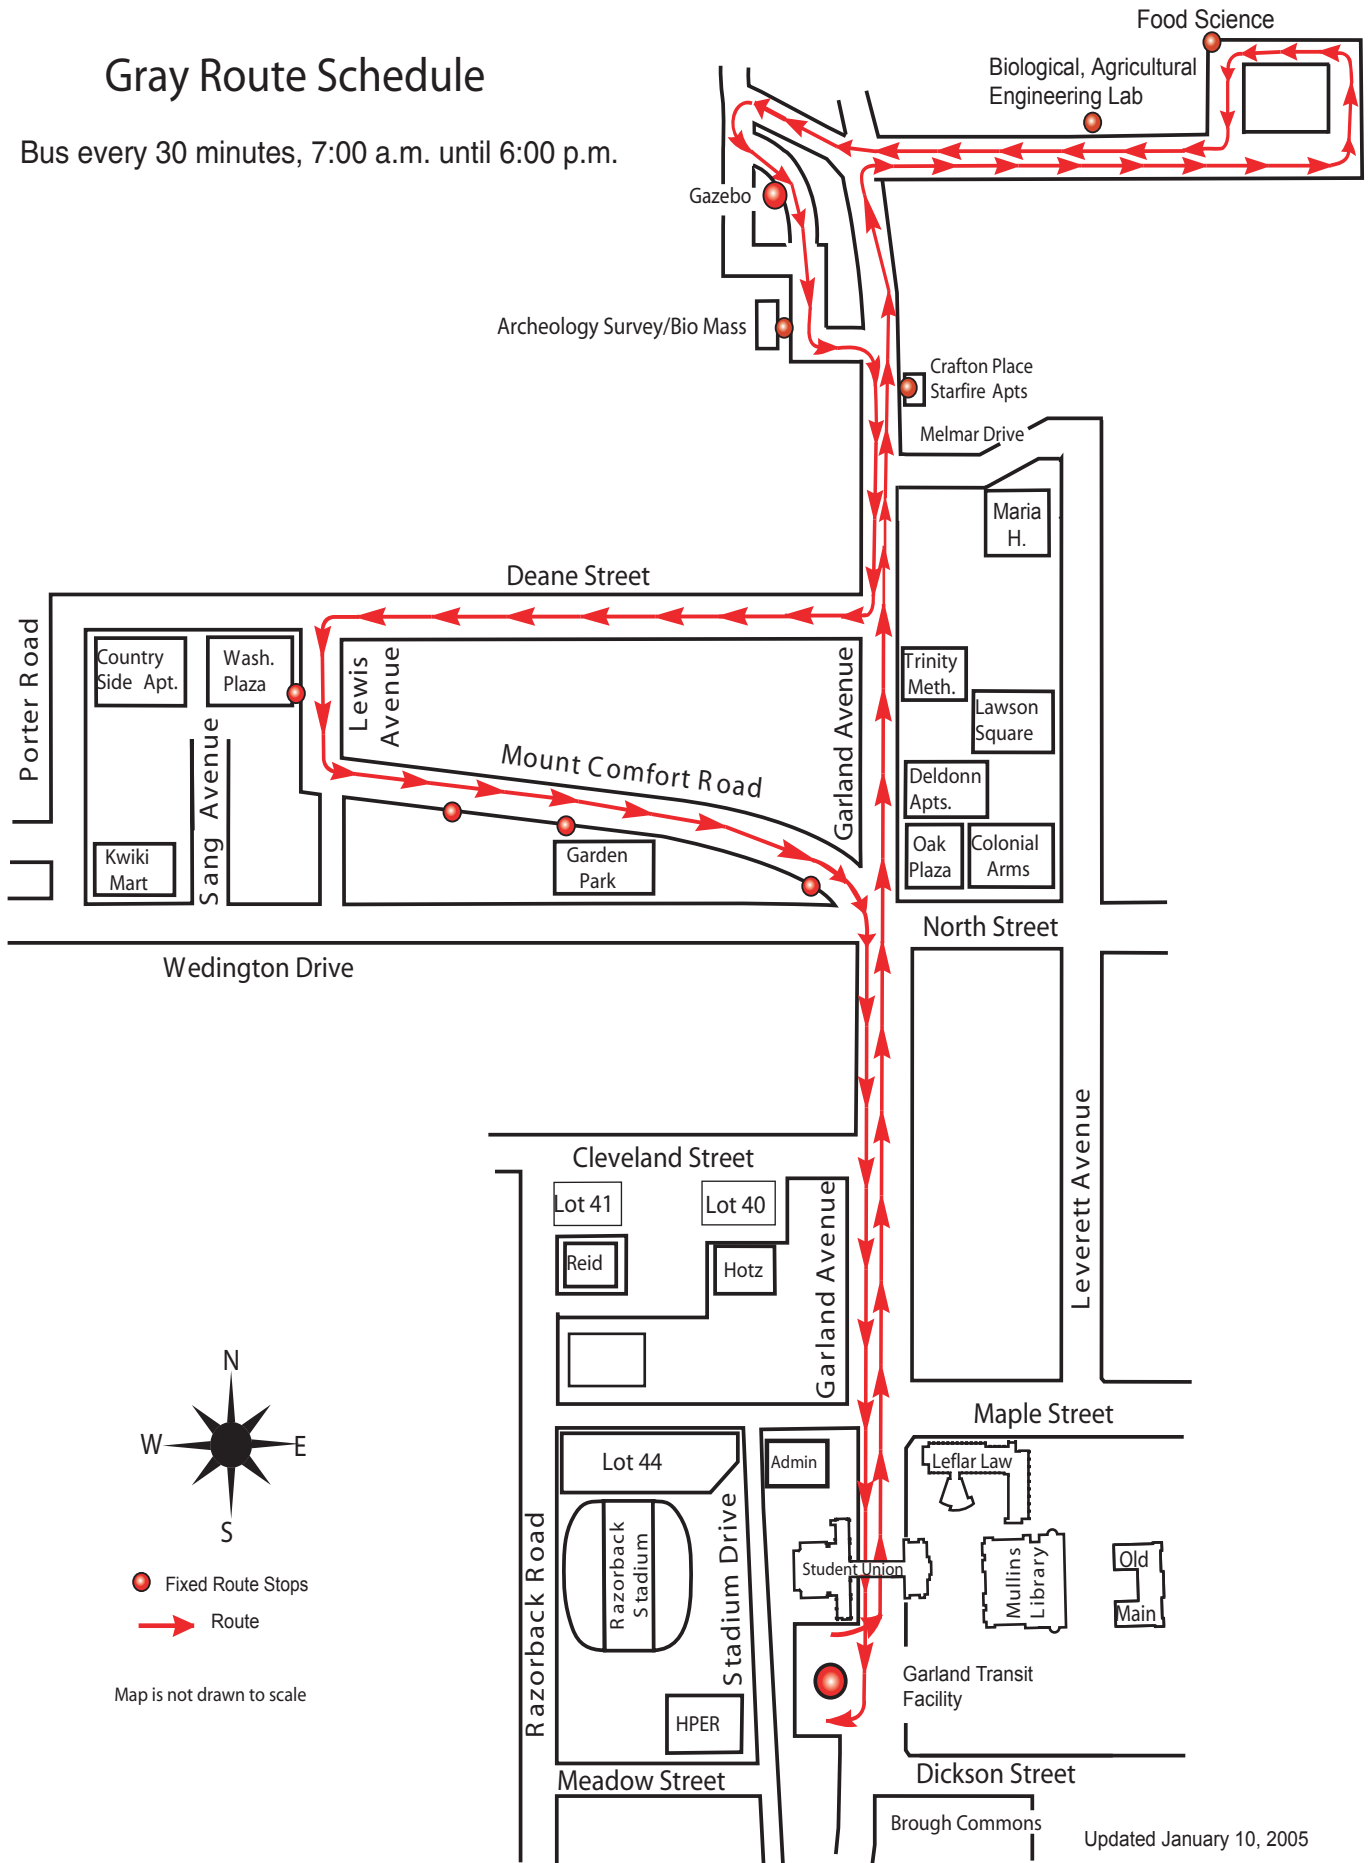 Food Science
Gray Route Schedule
Biological, Agricultural
Engineering Lab
Bus every 30 minutes, 7:00 a.m. until 6:00 p.m.
Gazebo
Archeology Survey/Bio Mass
Crafton Place
Starfire Apts
Melmar Drive
Maria
H.
Deane Street
Porter Road
Country
Side Apt.
Wash.
Plaza
Lewis
Avenue
Garland Avenue
Trinity
Meth.
Lawson
Square
Sang Avenue
Mount Comfort Road
Deldonn
Apts.
Kwiki
Mart
Garden
Park
Oak
Plaza
Colonial
Arms
North Street
Wedington Drive
Leverett Avenue
Cleveland Street
Lot 41
Lot 40
Garland Avenue
Reid
Hotz
N
W
E
S
Maple Street
Lot 44
Admin
Leflar Law
Razorback Road
Razorback
Stadium
Stadium Drive
Student Union
Mullins
Library
Old
Main
Fixed Route Stops
Route
Garland Transit
Facility
Map is not drawn to scale
HPER
Meadow Street
Dickson Street
Brough Commons
Updated January 10, 2005